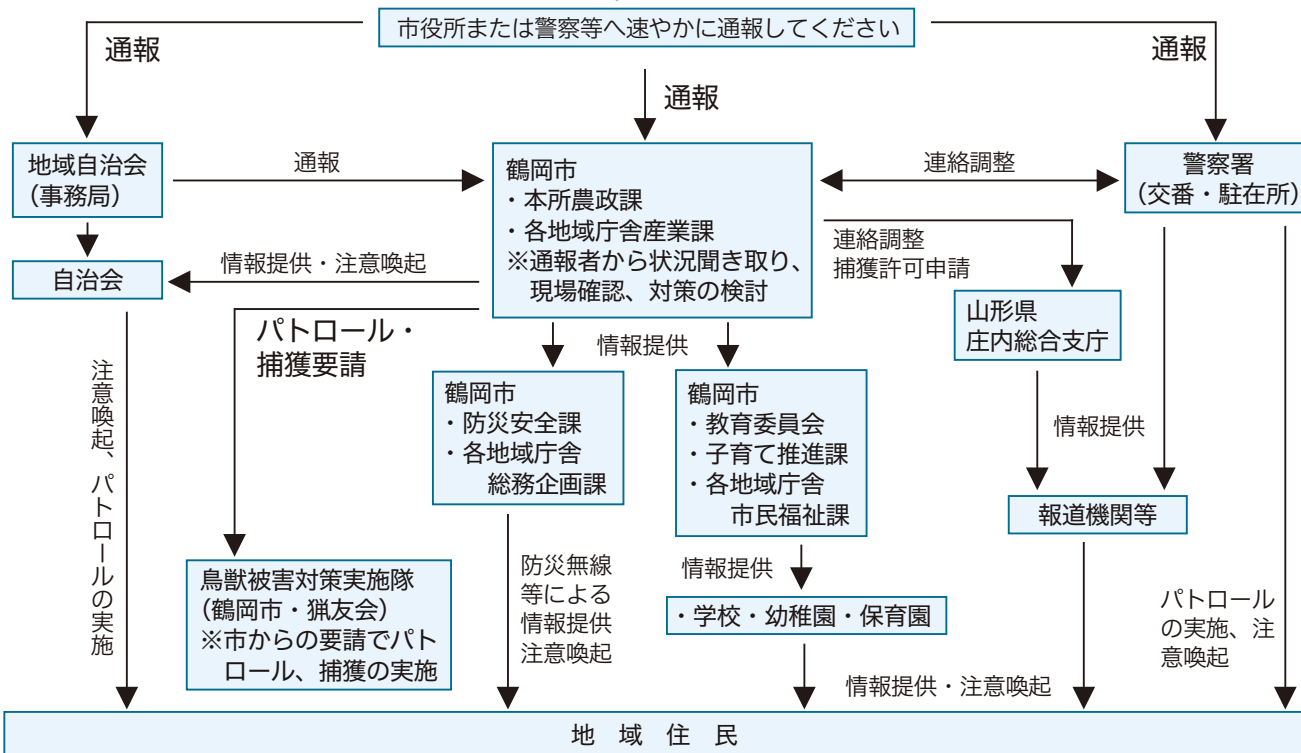 市役所または警察等へ速やかに通報してください
通報
通報
通報
地域自治会
（事務局）
通報
鶴岡市
・本所農政課
・各地域庁舎産業課
※通報者から状況聞き取り、
現場確認、対策の検討
連絡調整
警察署
（交番・駐在所）
自治会
情報提供・注意喚起
連絡調整
捕獲許可申請
山形県
庄内総合支庁
パトロール・
捕獲要請
情報提供
鶴岡市
・防災安全課
・各地域庁舎
総務企画課
鶴岡市
・教育委員会
・子育て推進課
・各地域庁舎
市民福祉課
情報提供
報道機関等
注意喚起、パトロールの実施
鳥獣被害対策実施隊
（鶴岡市・猟友会）
※市からの要請でパト
ロール、捕獲の実施
防災無線
等による
情報提供
注意喚起
情報提供
・学校・幼稚園・保育園
パトロール
の実施、注
意喚起
情報提供・注意喚起
地域住民